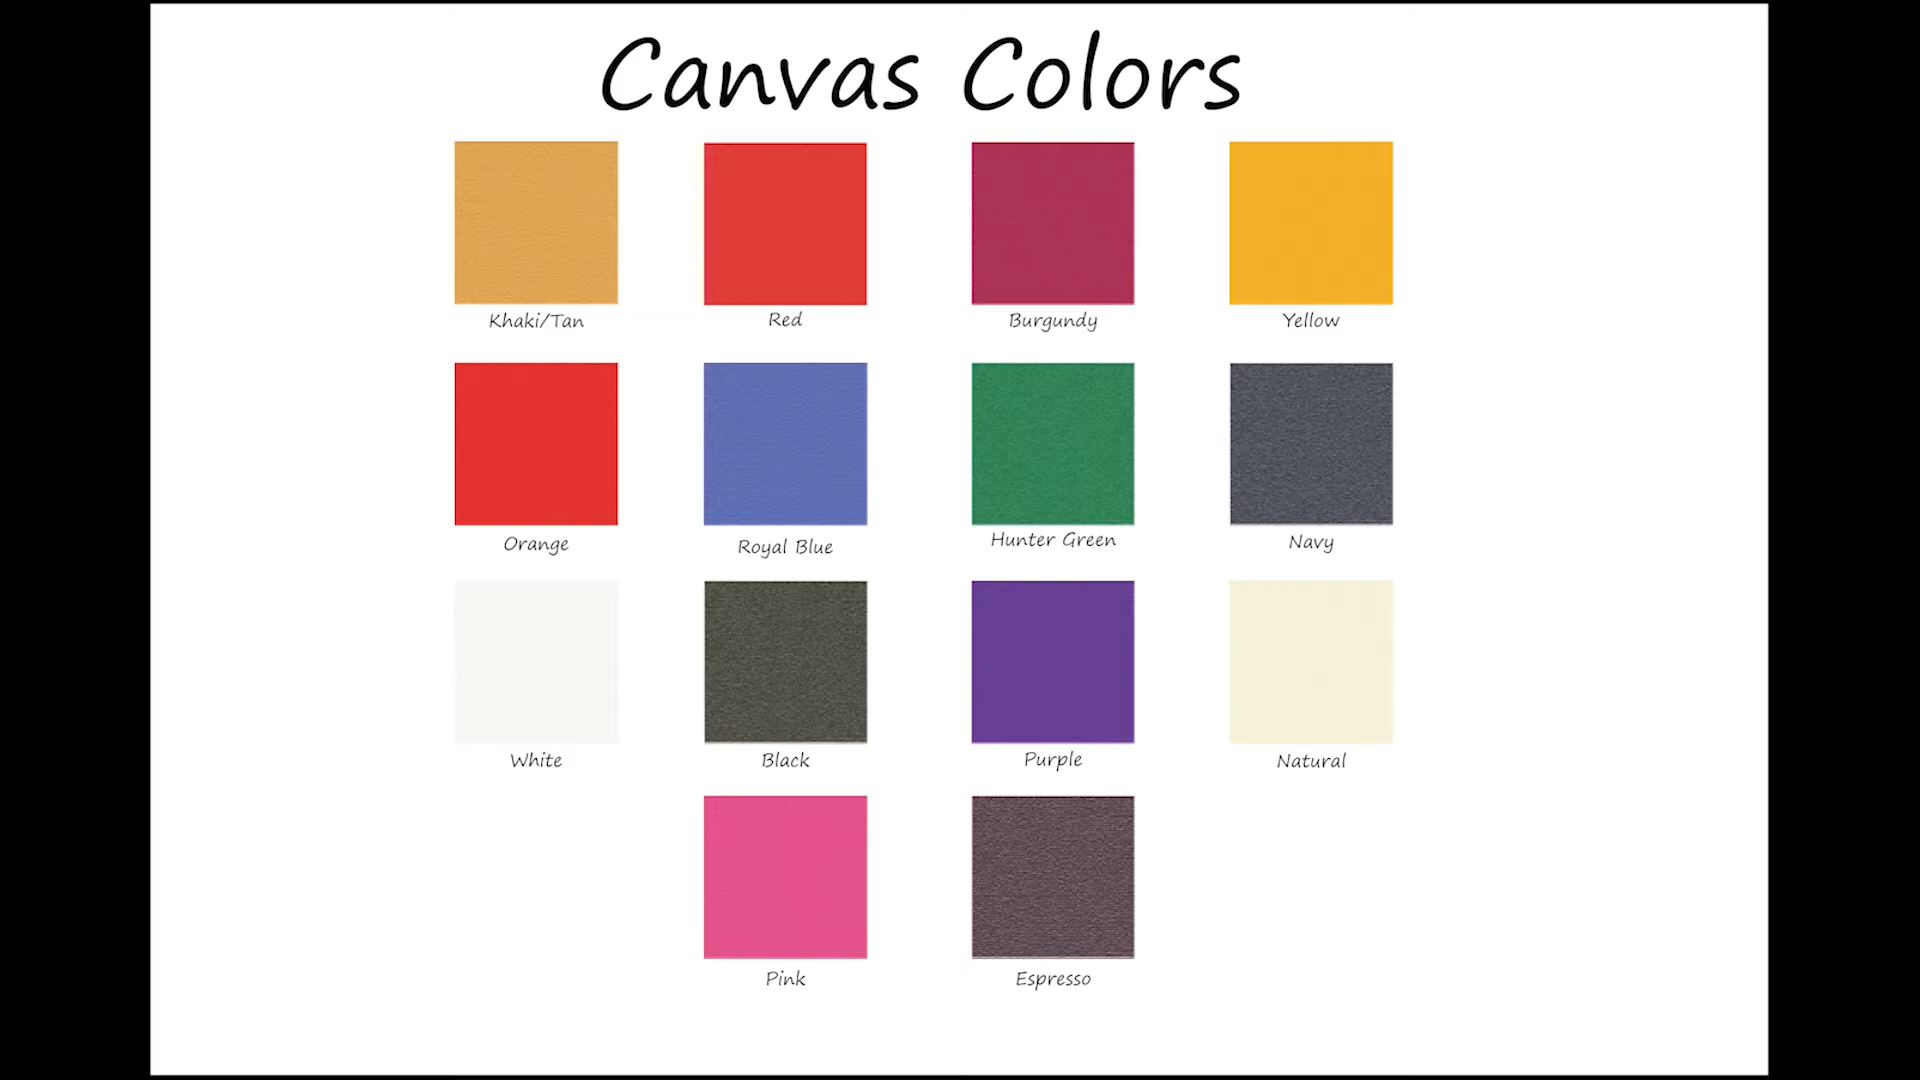 Canvas Colors
Khaki/Tan
Red
Burgundy
Yellow
Orange
Royal Blue
Hunter Green
Navy
White
Black
Purple
Natural
Pink
Espresso